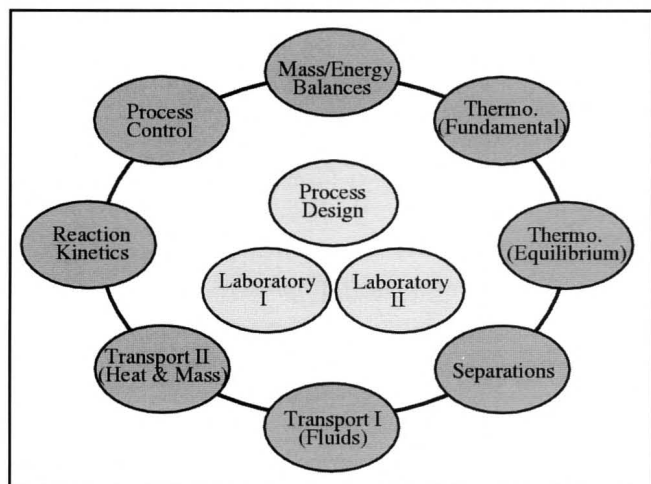 Mass/Energy
Balances
Thermo.
(Fundamental)
Thermo.
(Equilibrium)
Separations
Transport I
(Fluids)
Transport II
(Heat & Mass)
Reaction
Kinetics
Process
Control
Process
Design
Laboratory
I
Laboratory
II